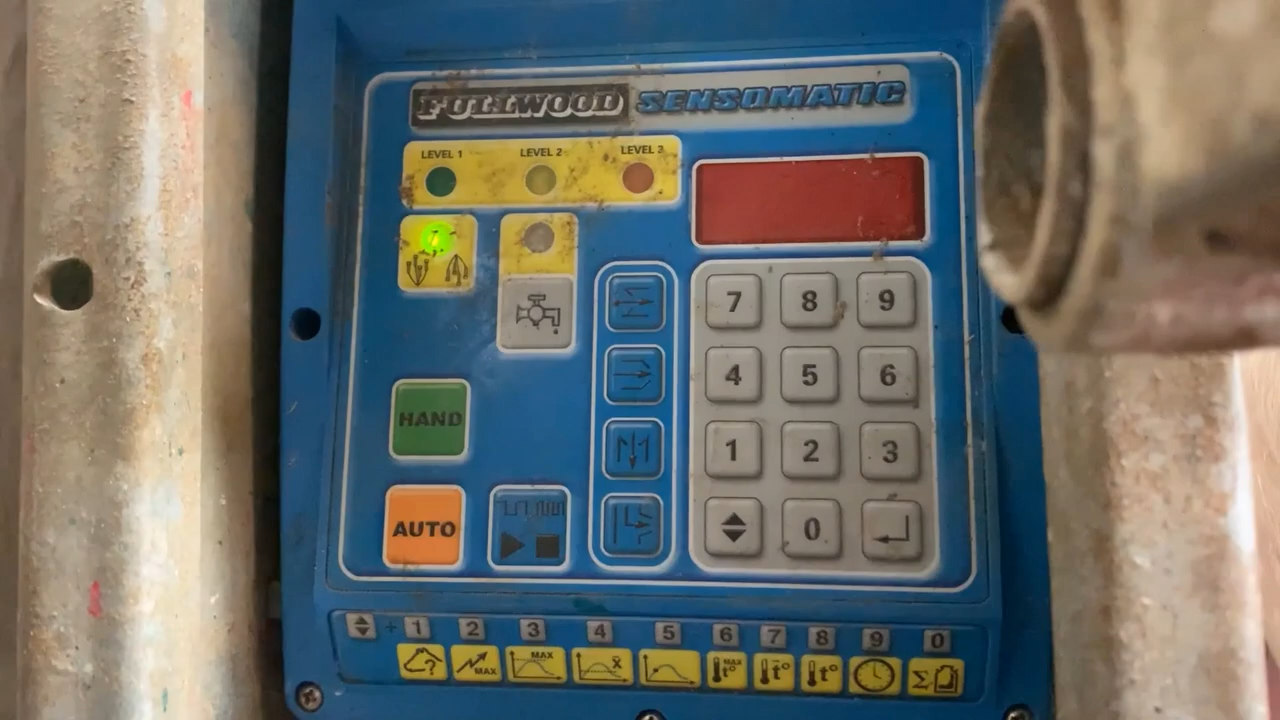 FULLWOOD SENSOMATIC
LEVEL 1 LEVEL 2 LEVEL 3
7 8 9
4 5 6
HAND
1 2 3
AUTO
0
+ 1 2 3 4 5 6 7 8 9 0
? MAX MAX x̄ MAX t° t̄° t° Σ